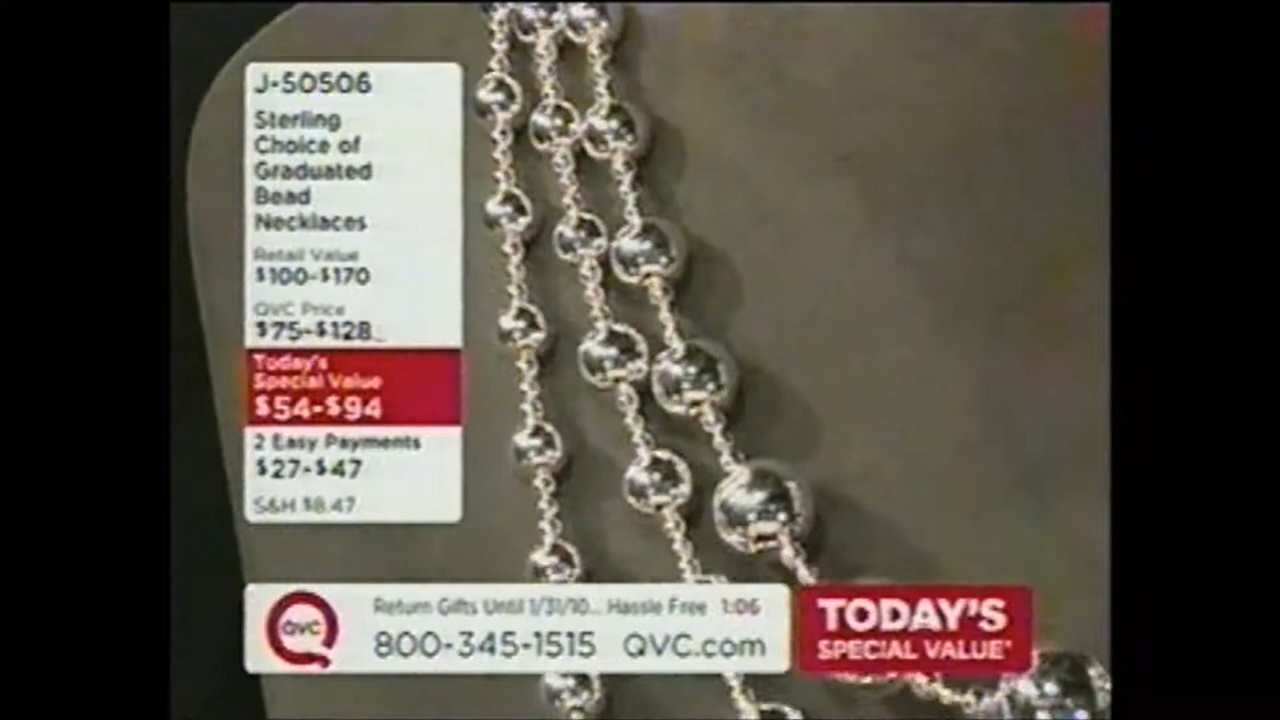 J-50506
Sterling
Choice of
Graduated
Bead
Necklaces
Retail Value
$100-$170
QVC Price
$75-$128
Today's
Special Value
$54-$94
2 Easy Payments
$27-$47
S&H $8.47
QVC
Return Gifts Until 1/31/10... Hassle Free 1:06
800-345-1515 QVC.com
TODAY'S
SPECIAL VALUE*